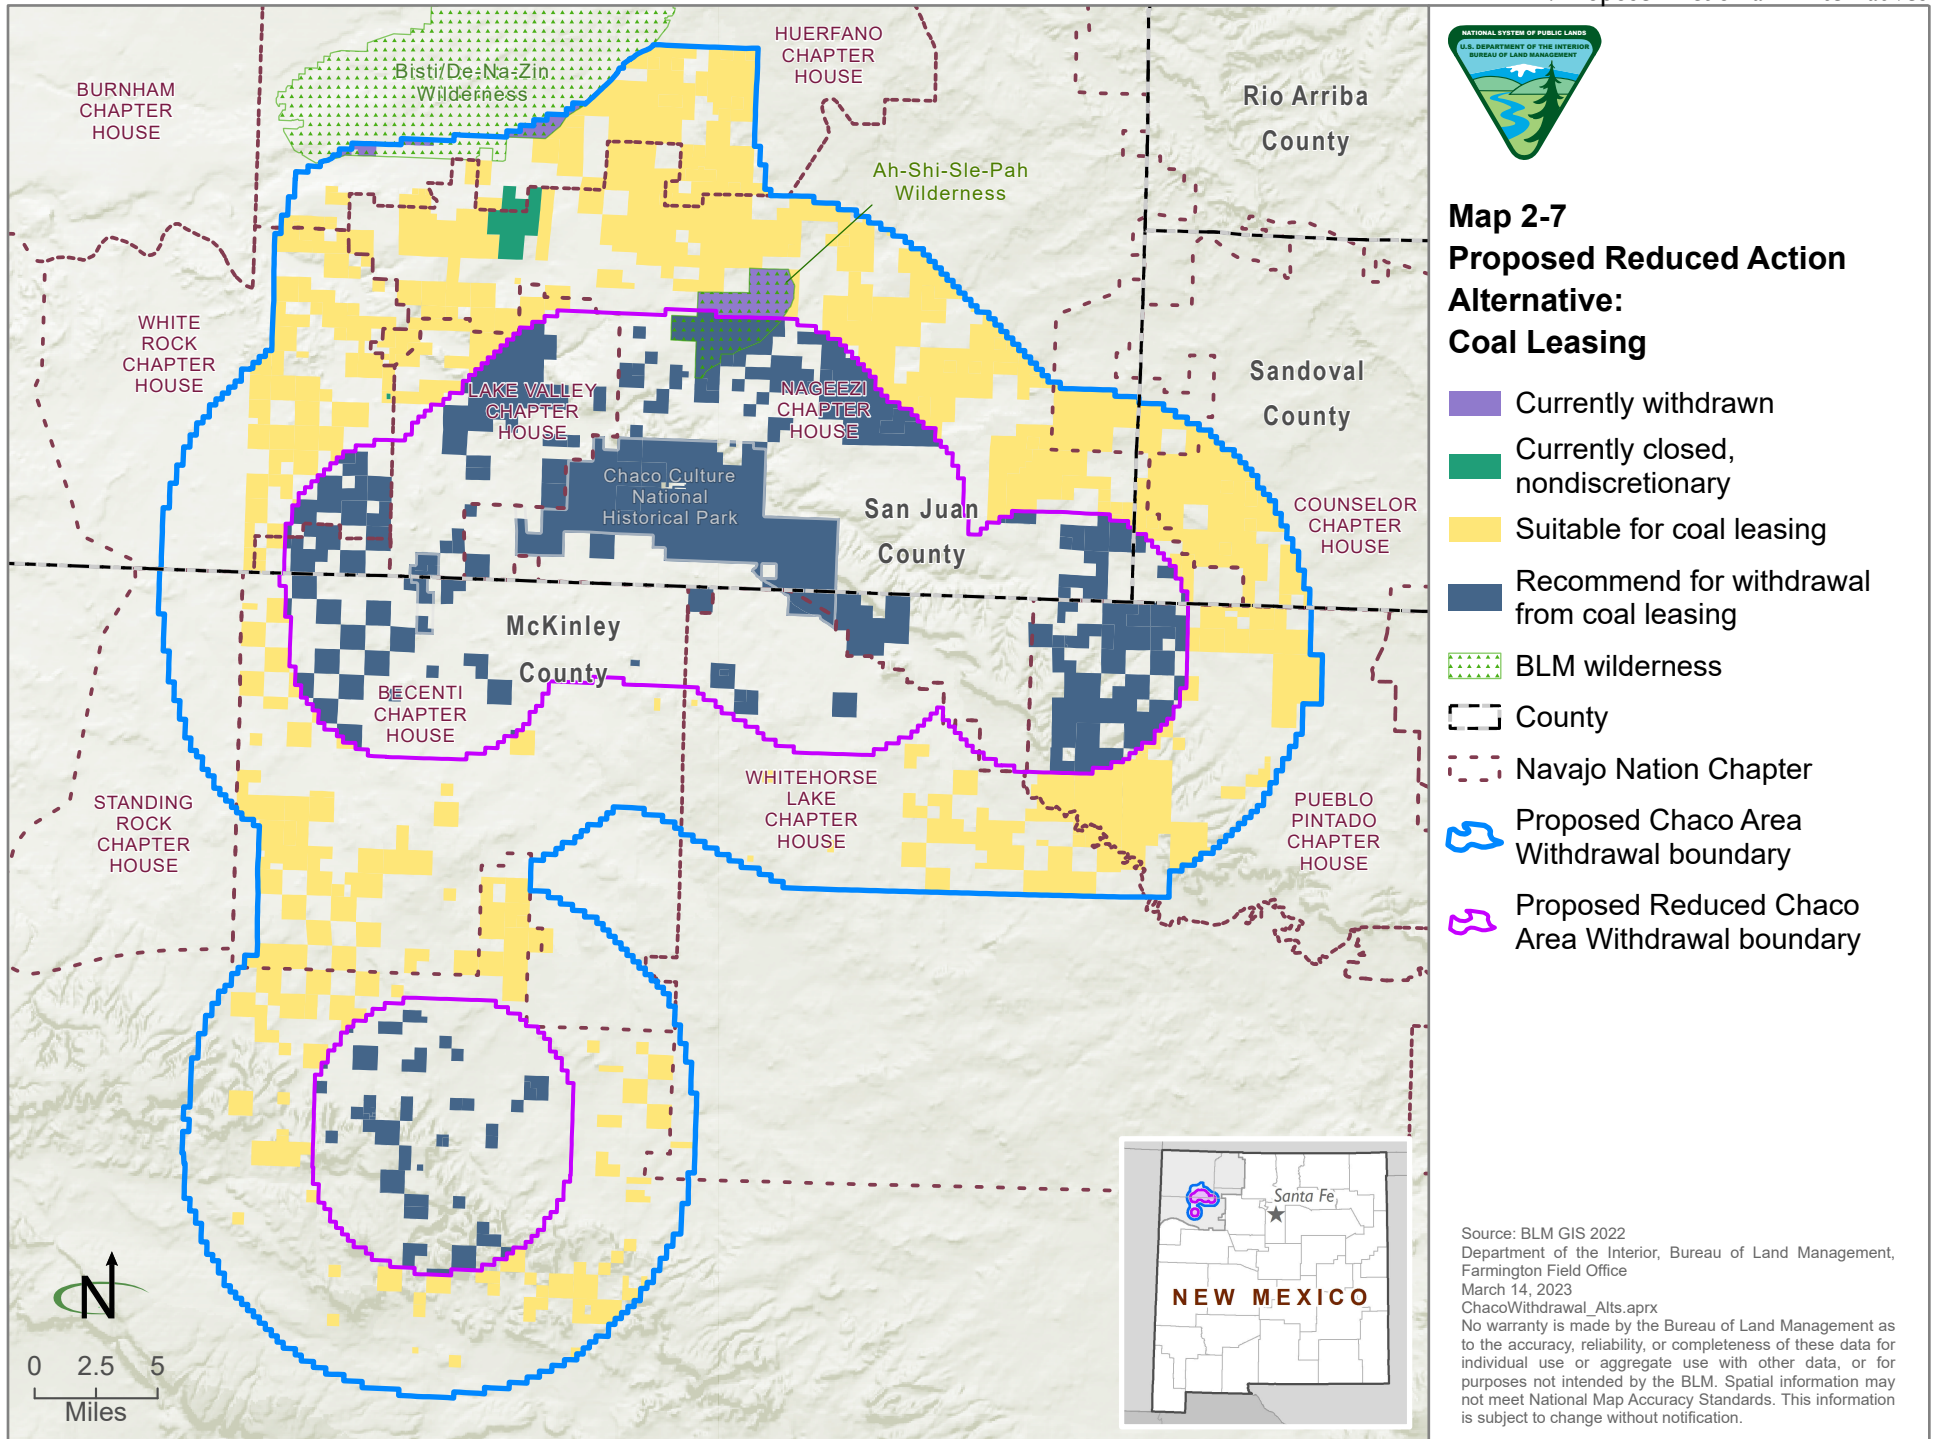 BURNHAM
CHAPTER
HOUSE
Bisti/De-Na-Zin
Wilderness
HUERFANO
CHAPTER
HOUSE
Rio Arriba
County
Ah-Shi-Sle-Pah
Wilderness
WHITE
ROCK
CHAPTER
HOUSE
LAKE VALLEY
CHAPTER
HOUSE
NAGEEZI
CHAPTER
HOUSE
Sandoval
County
Chaco Culture
National
Historical Park
San Juan
County
COUNSELOR
CHAPTER
HOUSE
McKinley
County
BECENTI
CHAPTER
HOUSE
STANDING
ROCK
CHAPTER
HOUSE
WHITEHORSE
LAKE
CHAPTER
HOUSE
PUEBLO
PINTADO
CHAPTER
HOUSE
N
0 2.5 5
Miles
Santa Fe
NEW MEXICO
NATIONAL SYSTEM OF PUBLIC LANDS
U.S. DEPARTMENT OF THE INTERIOR
BUREAU OF LAND MANAGEMENT
Map 2-7
Proposed Reduced Action
Alternative:
Coal Leasing
Currently withdrawn
Currently closed,
nondiscretionary
Suitable for coal leasing
Recommend for withdrawal
from coal leasing
BLM wilderness
County
Navajo Nation Chapter
Proposed Chaco Area
Withdrawal boundary
Proposed Reduced Chaco
Area Withdrawal boundary
Source: BLM GIS 2022
Department of the Interior, Bureau of Land Management,
Farmington Field Office
March 14, 2023
ChacoWithdrawal_Alts.aprx
No warranty is made by the Bureau of Land Management as
to the accuracy, reliability, or completeness of these data for
individual use or aggregate use with other data, or for
purposes not intended by the BLM. Spatial information may
not meet National Map Accuracy Standards. This information
is subject to change without notification.